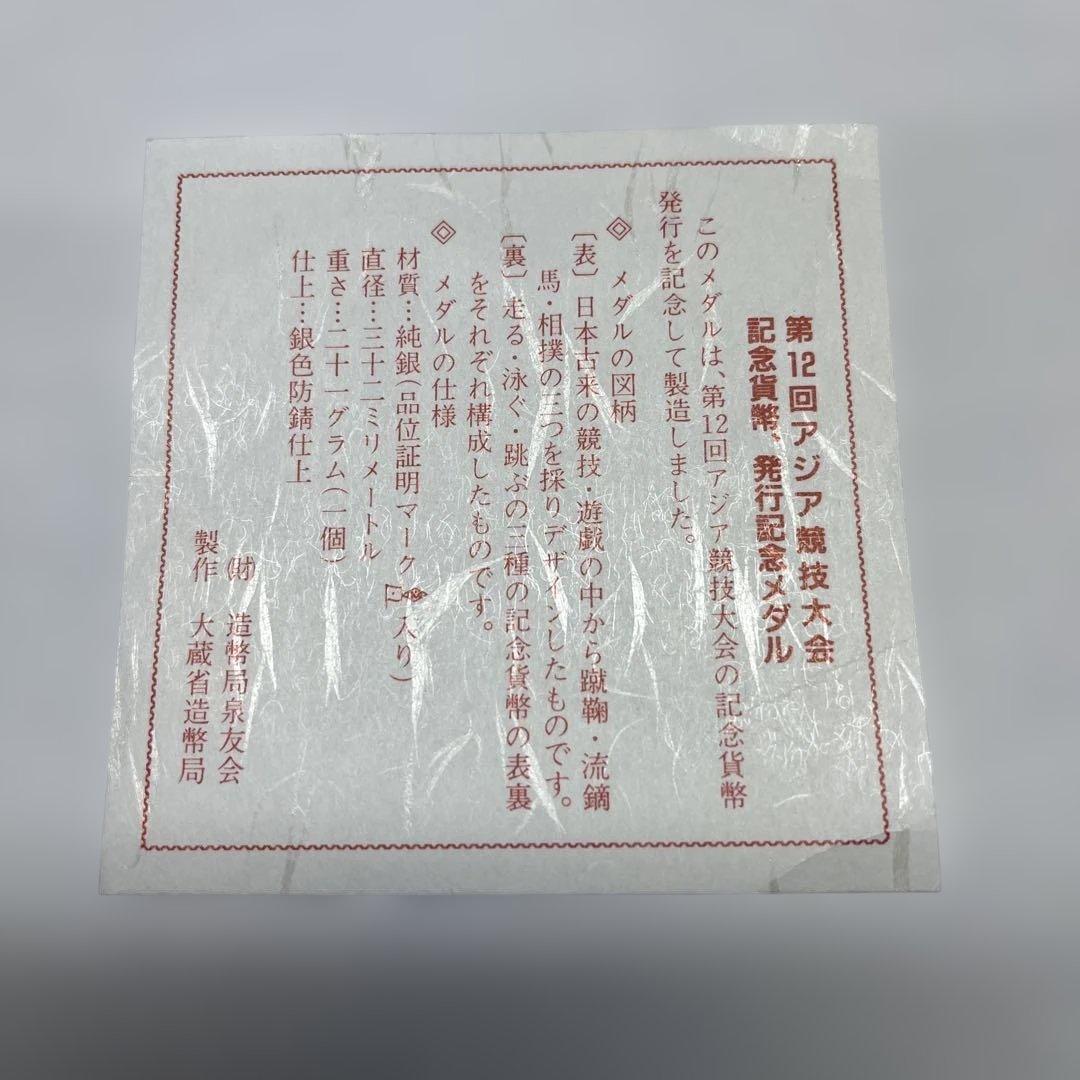 第12回アジア競技大会
記念貨幣、発行記念メダル
このメダルは、第12回アジア競技大会の記念貨幣
発行を記念して製造しました。
◇ メダルの図柄
〔表〕日本古来の競技・遊戯の中から蹴鞠・流鏑
馬・相撲の三つを採りデザインしたものです。
〔裏〕走る・泳ぐ・跳ぶの三種の記念貨幣の表裏
をそれぞれ構成したものです。
◇ メダルの仕様
材質…純銀(品位証明マーク入り)
直径…三十二ミリメートル
重さ…二十一グラム(一個)
仕上…銀色防錆仕上
(財) 造幣局泉友会
製作 大蔵省造幣局